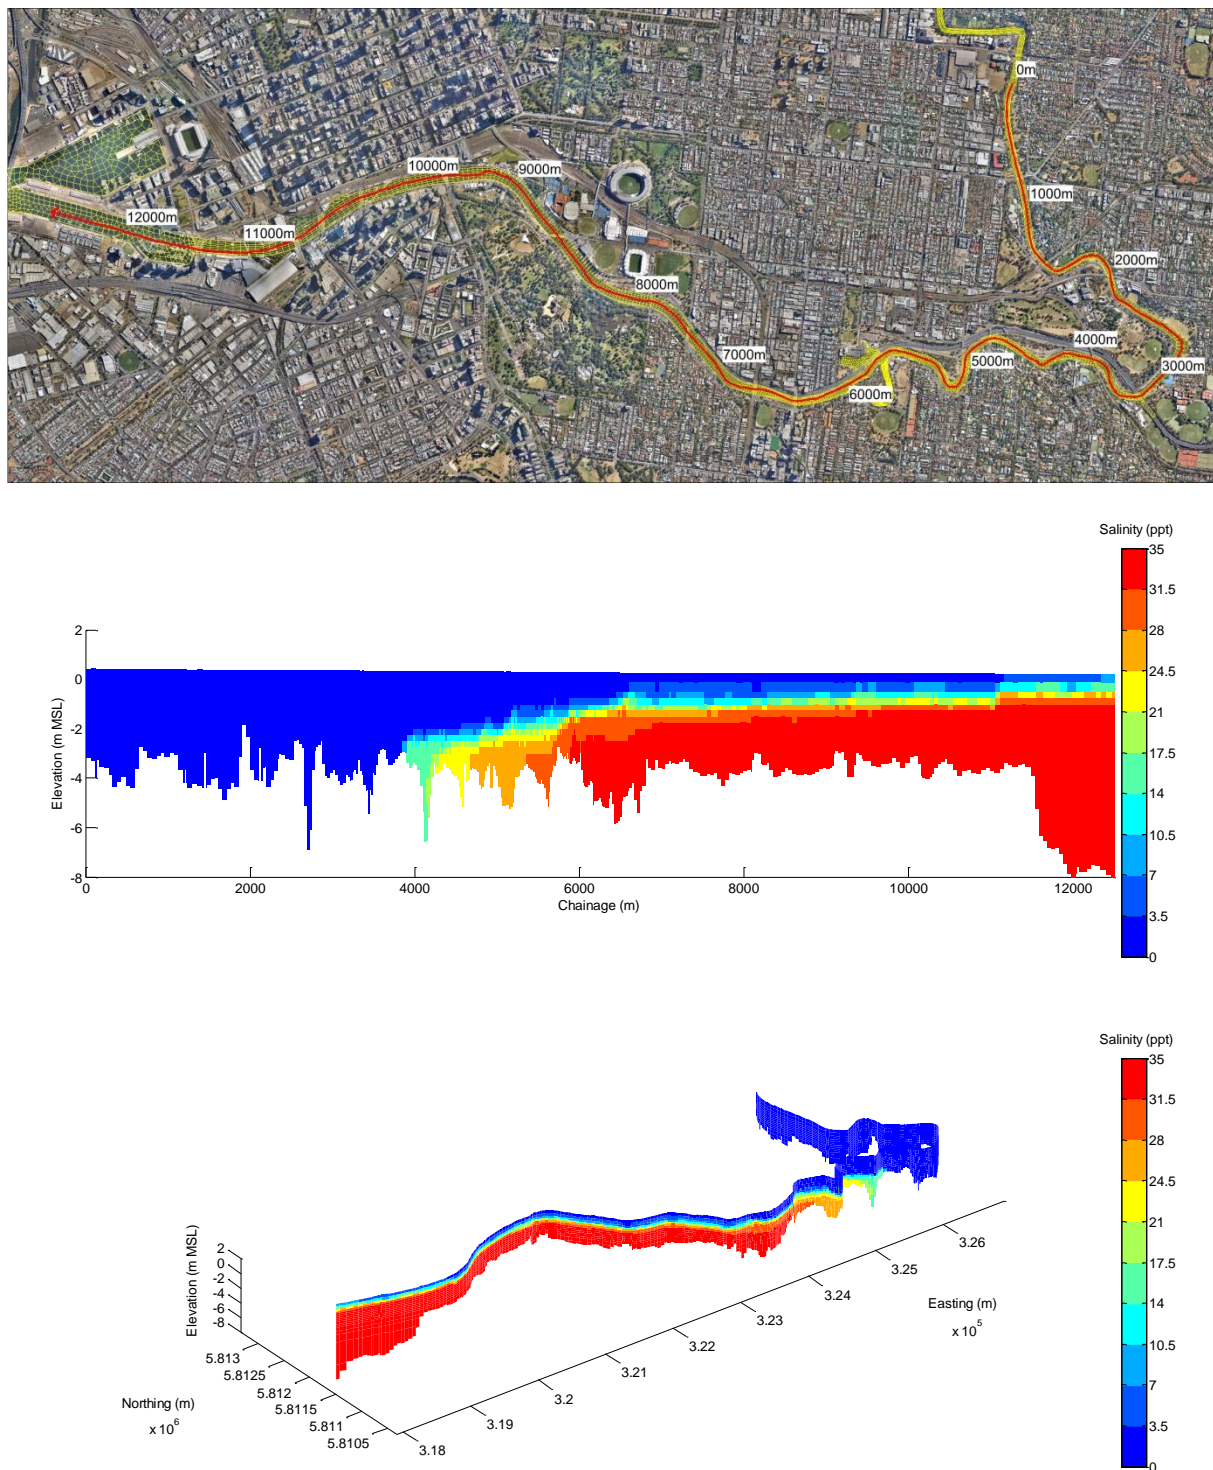 0m
1000m
2000m
3000m
4000m
5000m
6000m
7000m
8000m
9000m
10000m
11000m
12000m
Salinity (ppt)
35
31.5
28
24.5
21
17.5
14
10.5
7
3.5
0
Elevation (m MSL)
2
0
-2
-4
-6
-8
0
2000
4000
6000
8000
10000
12000
Chainage (m)
Salinity (ppt)
35
31.5
28
24.5
21
17.5
14
10.5
7
3.5
0
Elevation (m MSL)
2
0
-2
-4
-6
-8
5.813
5.8125
5.812
5.8115
5.811
5.8105
Northing (m)
x 10^6
3.18
3.19
3.2
3.21
3.22
3.23
3.24
3.25
3.26
Easting (m)
x 10^5